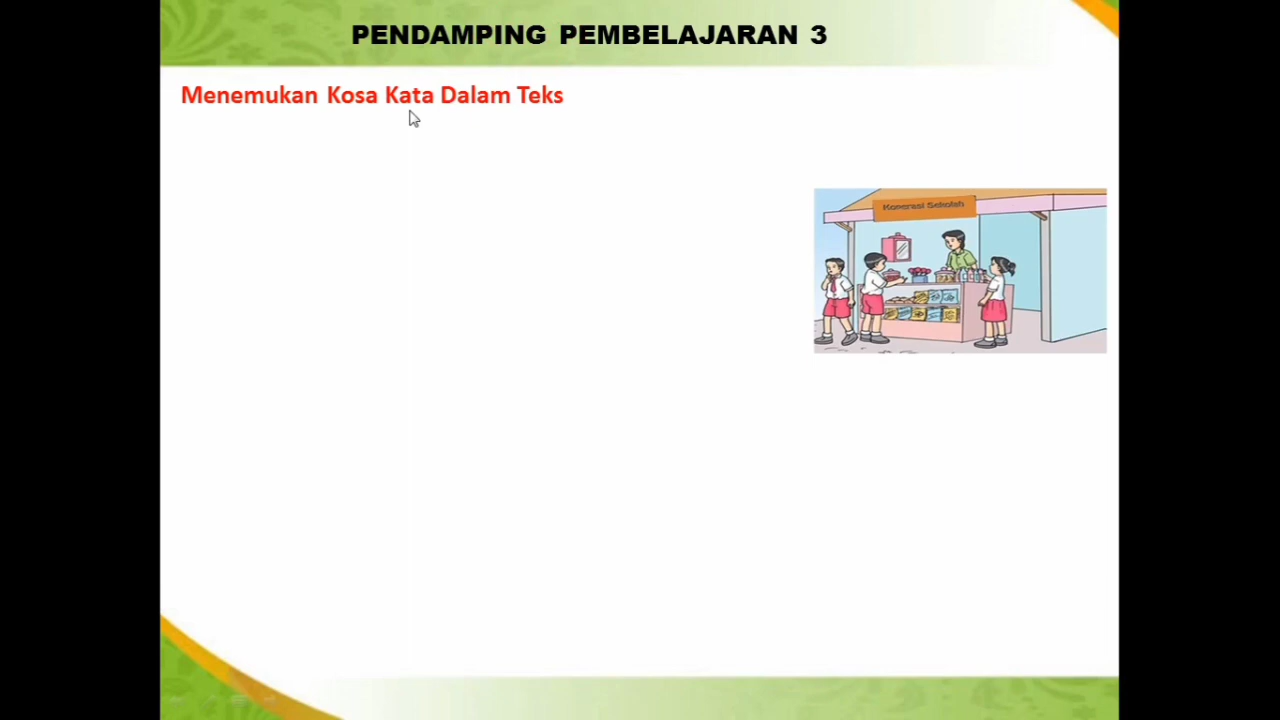 PENDAMPING PEMBELAJARAN 3
Menemukan Kosa Kata Dalam Teks
Koperasi Sekolah